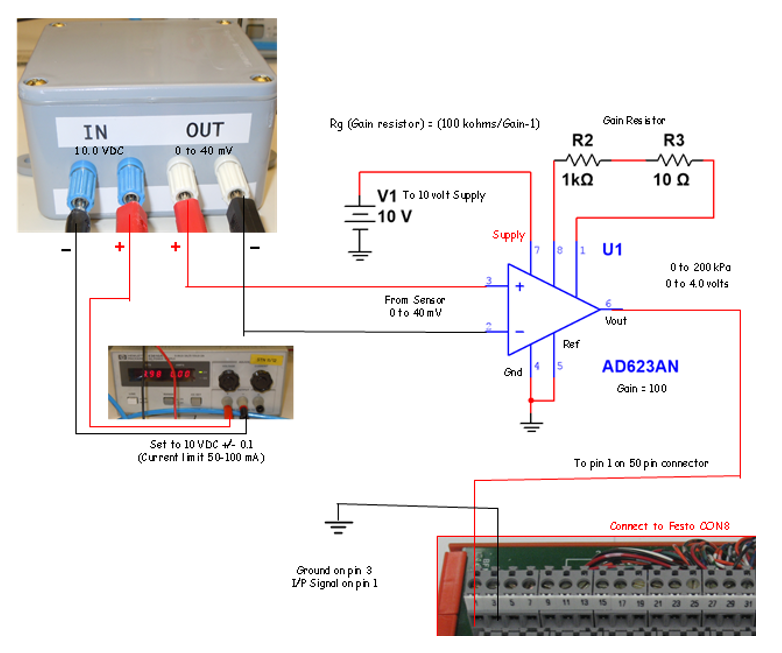 IN
OUT
10.0 VDC
0 to 40 mV
–
+
+
–
Rg (Gain resistor) = (100 kohms/Gain-1)
Gain Resistor
R2
R3
1kΩ
10 Ω
V1 To 10 volt Supply
10 V
Supply
7
8
1
U1
3
+
From Sensor
0 to 40 mV
2
–
0 to 200 kPa
0 to 4.0 volts
6
Vout
Ref
Gnd
4
5
AD623AN
Gain = 100
Set to 10 VDC +/- 0.1
(Current limit 50-100 mA)
To pin 1 on 50 pin connector
Connect to Festo CON8
Ground on pin 3
I/P Signal on pin 1
3
5
7
9
11
13
15
17
19
21
23
25
27
29
31